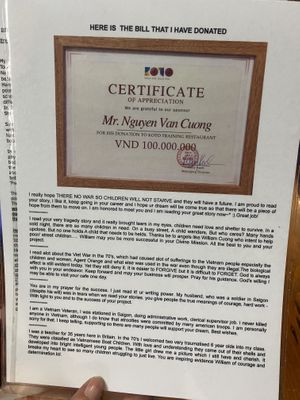 HERE IS THE BILL THAT I HAVE DONATED
KOTO
CERTIFICATE
OF APPRECIATION
We are grateful to our sponsor
Mr. Nguyen Van Cuong
FOR HIS DONATION TO KOTO TRAINING RESTAURANT
VND 100.000.000
I really hope THERE NO WAR SO CHILDREN WILL NOT STARVE and they will have a future. I am proud to read
your story, I like it, keep going in your career and I hope ur dream will come true so that there will be a piece of
hope from them to move on. I am honored to meet you and I am reading your great story now~" :) Great job!
I read your very tragedy story and it really brought tears in my eyes, children need love and shelter to survive. In a
cold night, there are so many children in need. On a busy street, A child wanders, But who cares? Many hands
upraises. But no one holds A child that needs to be helds. Thanks be to angels like William Cuong who intent to help
poor street children.... William may you be more successful in your Divine Mission. All the best to you and your
project.
I read alot about the Viet War in the 70's, which had caused alot of sufferings to the Vietnam people especially the
children and women. Agent Orange and what else was used in the war even though they are illegal. The biological
effect is still around and they still deny it. It is easier to FORGIVE but it is difficult to FORGET. God is always
with you in your endeavor. Keep forward and may your business will prosper. Pray for his guidance. God's willing I
may be able to visit your cafe one day.
You are in my prayer for the success. I just read it ur writing power. My husband, who was a soldier in Saigon
(despite he really was in saigon when we read your stories. you give people the true meanings of courage, hard work -
With light to you and to the success of your project.
I am a Vietnam Veteran, I was stationed in Saigon, doing administrative work, clerical supervisor job. I never killed
anyone in Vietnam, although I do know that atrocities were committed by many american troops. I am personally
sorry for that. I keep telling, supporting so there are many people will support your dream. Best wishes.
I was a teacher for 36 years here in Britain. In the 70's I welcomed two very traumatised 6 year olds into my class.
They were classified as Vietnamese Boat Children. With love and understanding they came out of their shells and
developed into bright intelligent young people. The little girl drew me a picture which I still have and cherish. It
breaks my heart to see so many children struggling to just live. You are inspiring evidence William of courage and
determination lol.